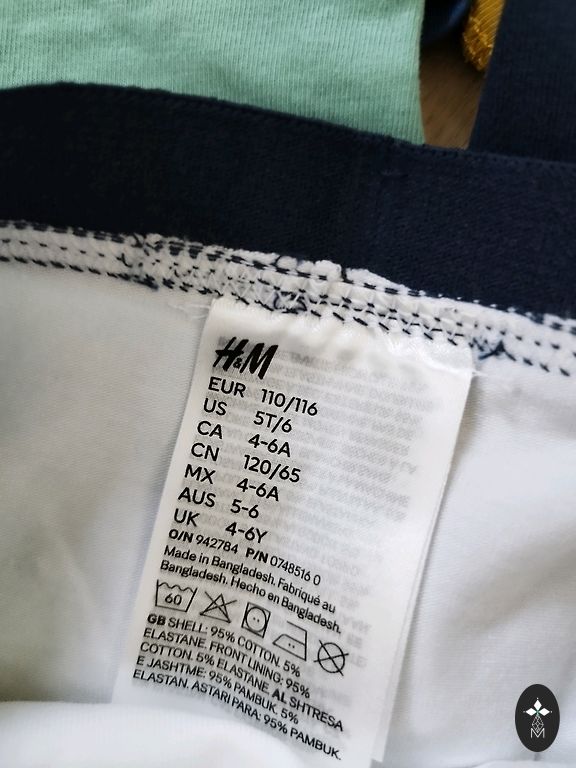 H&M
EUR 110/116
US 5T/6
CA 4-6A
CN 120/65
MX 4-6A
AUS 5-6
UK 4-6Y
O/N 942784 P/N 0748516 0
Made in Bangladesh. Fabriqué au
Bangladesh. Hecho en Bangladesh.
60
GB SHELL: 95% COTTON. 5%
ELASTANE. FRONT LINING: 95%
COTTON. 5% ELASTANE. AL SHTRESA
E JASHTME: 95% PAMBUK. 5%
ELASTAN. ASTARI PARA: 95% PAMBUK.
M